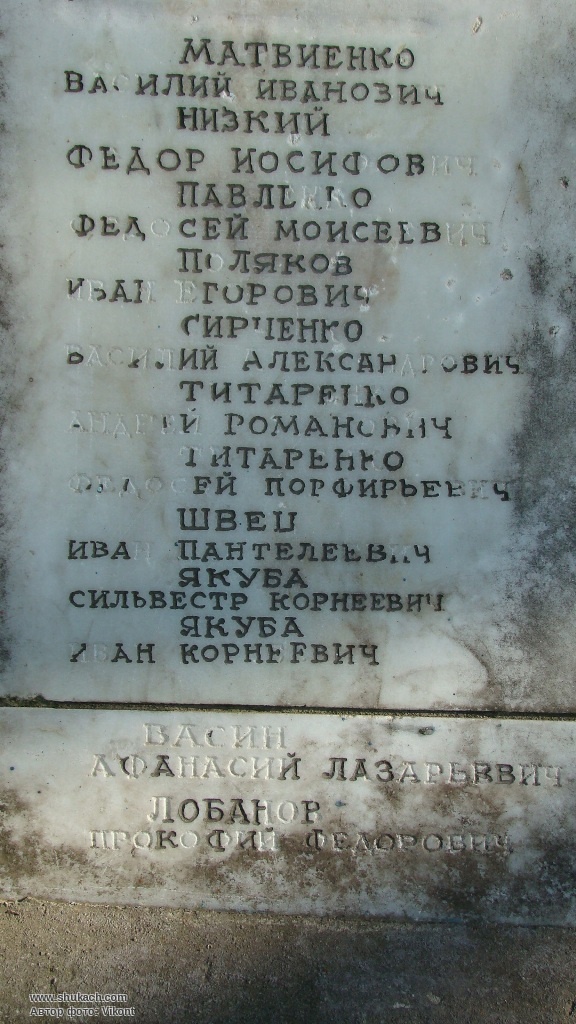 МАТВИЕНКО
ВАСИЛИЙ ИВАНОВИЧ
НИЗКИЙ
ФЕДОР ИОСИФОВИЧ
ПАВЛЕНКО
ФЕДОСЕЙ МОИСЕЕВИЧ
ПОЛЯКОВ
ИВАН ЕГОРОВИЧ
СИРЧЕНКО
ВАСИЛИЙ АЛЕКСАНДРОВИЧ
ТИТАРЕНКО
АНДРЕЙ РОМАНОВИЧ
ТИТАРЕНКО
ФЕДОСЕЙ ПОРФИРЬЕВИЧ
ШВЕЦ
ИВАН ПАНТЕЛЕЕВИЧ
ЯКУБА
СИЛЬВЕСТР КОРНЕЕВИЧ
ЯКУБА
ИВАН КОРНЕЕВИЧ
ВАСИН
АФАНАСИЙ ЛАЗАРЬЕВИЧ
ЛОБАНОВ
ПРОКОФИЙ ФЕДОРОВИЧ
www.shukach.com
Автор фото: Vikont